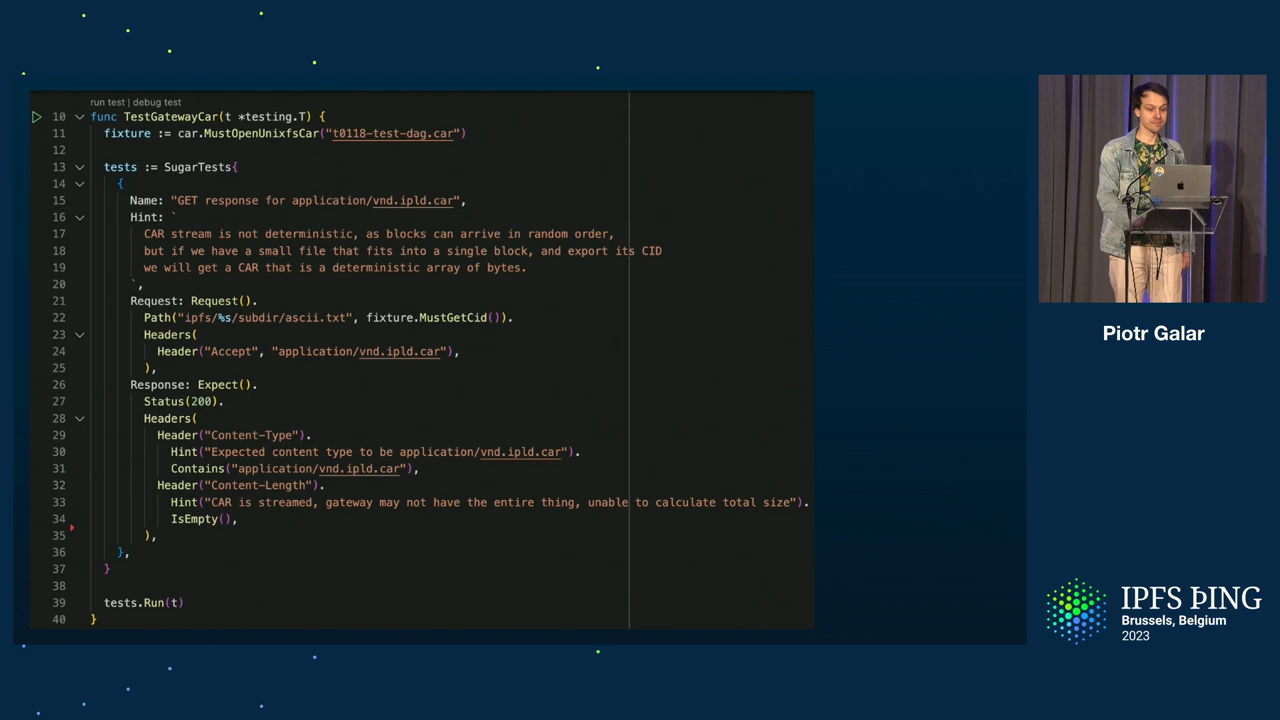 run test | debug test
10 func TestGatewayCar(t *testing.T) {
11 fixture := car.MustOpenUnixfsCar("t0118-test-dag.car")
12
13 tests := SugarTests{
14 {
15 Name: "GET response for application/vnd.ipld.car",
16 Hint: `
17 CAR stream is not deterministic, as blocks can arrive in random order,
18 but if we have a small file that fits into a single block, and export its CID
19 we will get a CAR that is a deterministic array of bytes.
20 `,
21 Request: Request().
22 Path("ipfs/%s/subdir/ascii.txt", fixture.MustGetCid()).
23 Headers(
24 Header("Accept", "application/vnd.ipld.car"),
25 ),
26 Response: Expect().
27 Status(200).
28 Headers(
29 Header("Content-Type").
30 Hint("Expected content type to be application/vnd.ipld.car").
31 Contains("application/vnd.ipld.car"),
32 Header("Content-Length").
33 Hint("CAR is streamed, gateway may not have the entire thing, unable to calculate total size").
34 IsEmpty(),
35 ),
36 },
37 }
38
39 tests.Run(t)
40 }
Piotr Galar
IPFS ÞING
Brussels, Belgium
2023